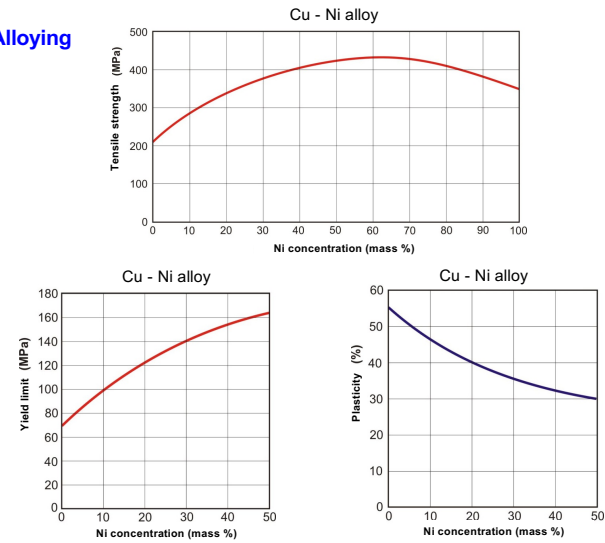 Cu - Ni alloy
Alloying
500
400
300
200
100
0
Tensile strength (MPa)
0 10 20 30 40 50 60 70 80 90 100
Ni concentration (mass %)
Cu - Ni alloy
180
160
140
120
100
80
60
40
20
0
Yield limit (MPa)
0 10 20 30 40 50
Ni concentration (mass %)
Cu - Ni alloy
60
50
40
30
20
10
0
Plasticity (%)
0 10 20 30 40 50
Ni concentration (mass %)